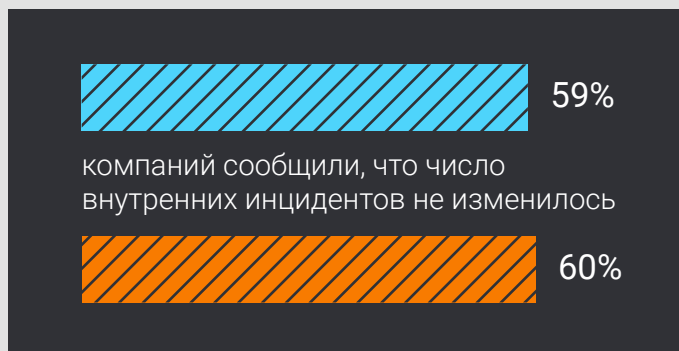 59%
компаний сообщили, что число
внутренних инцидентов не изменилось
60%